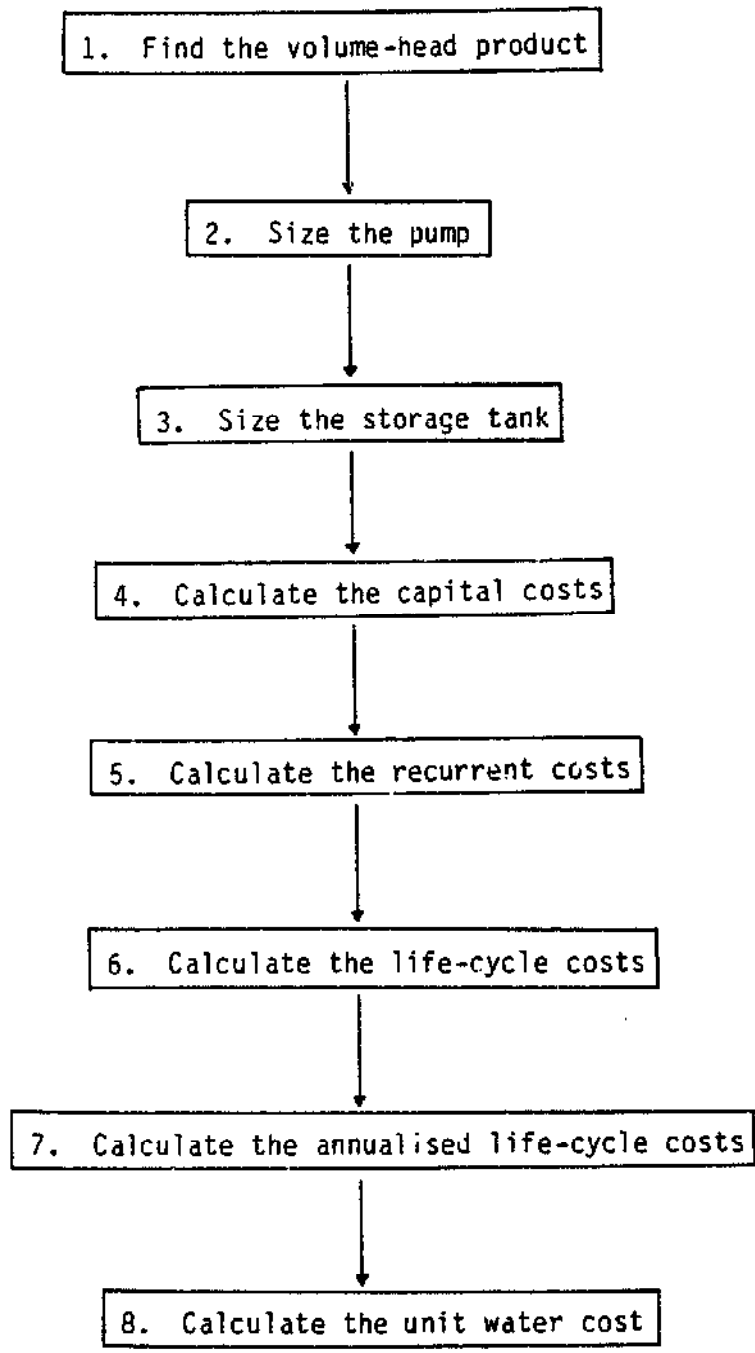 1. Find the volume-head product
2. Size the pump
3. Size the storage tank
4. Calculate the capital costs
5. Calculate the recurrent costs
6. Calculate the life-cycle costs
7. Calculate the annualised life-cycle costs
8. Calculate the unit water cost